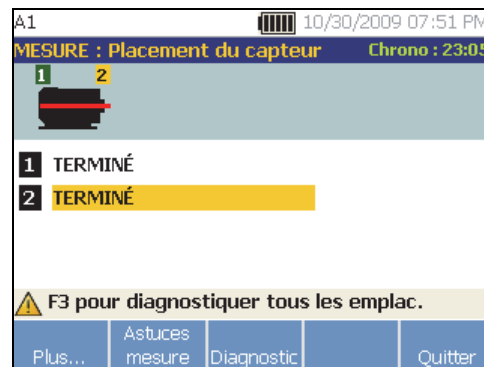 A1 10/30/2009 07:51 PM
MESURE : Placement du capteur Chrono : 23:05
1 2
1 TERMINÉ
2 TERMINÉ
F3 pour diagnostiquer tous les emplac.
Plus... Astuces mesure Diagnostic Quitter